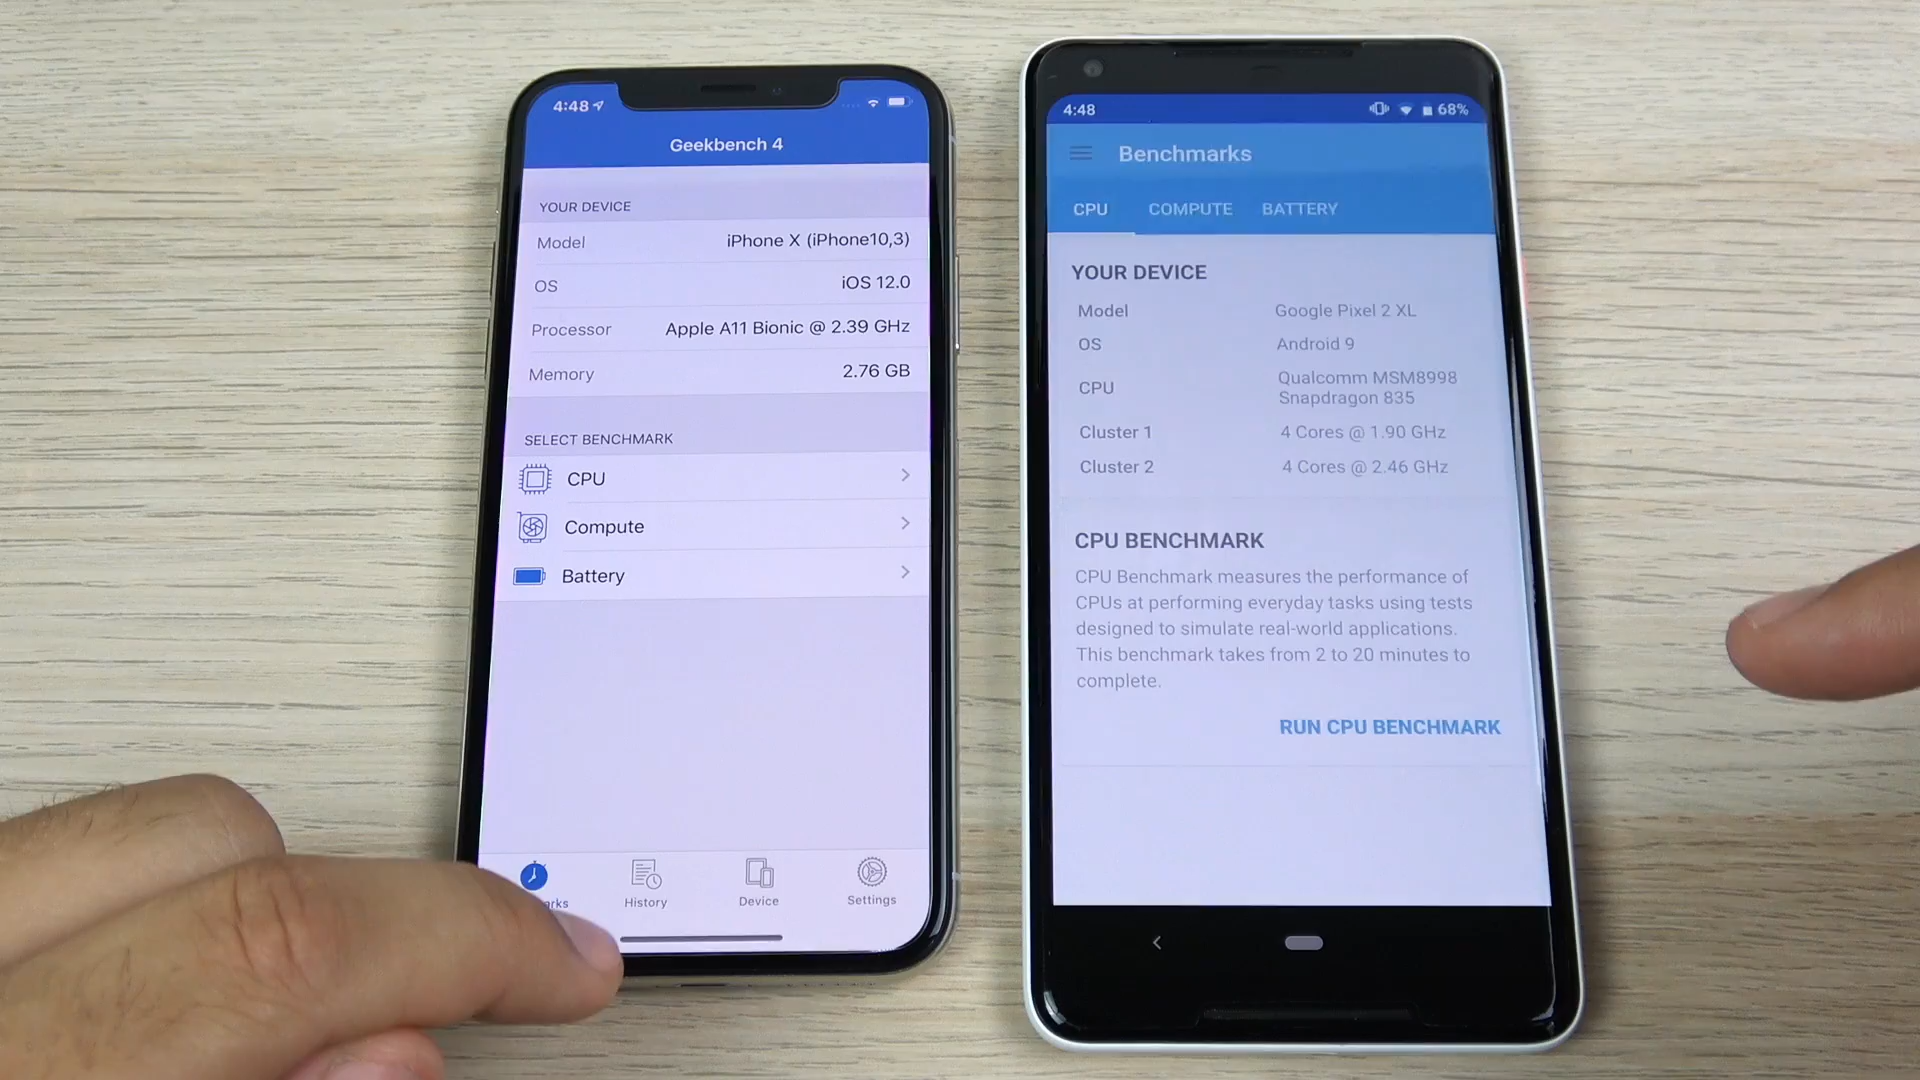 4:48
Geekbench 4
YOUR DEVICE
Model iPhone X (iPhone10,3)
OS iOS 12.0
Processor Apple A11 Bionic @ 2.39 GHz
Memory 2.76 GB
SELECT BENCHMARK
CPU
Compute
Battery
arks History Device Settings
4:48 68%
Benchmarks
CPU COMPUTE BATTERY
YOUR DEVICE
Model Google Pixel 2 XL
OS Android 9
CPU Qualcomm MSM8998
Snapdragon 835
Cluster 1 4 Cores @ 1.90 GHz
Cluster 2 4 Cores @ 2.46 GHz
CPU BENCHMARK
CPU Benchmark measures the performance of
CPUs at performing everyday tasks using tests
designed to simulate real-world applications.
This benchmark takes from 2 to 20 minutes to
complete.
RUN CPU BENCHMARK